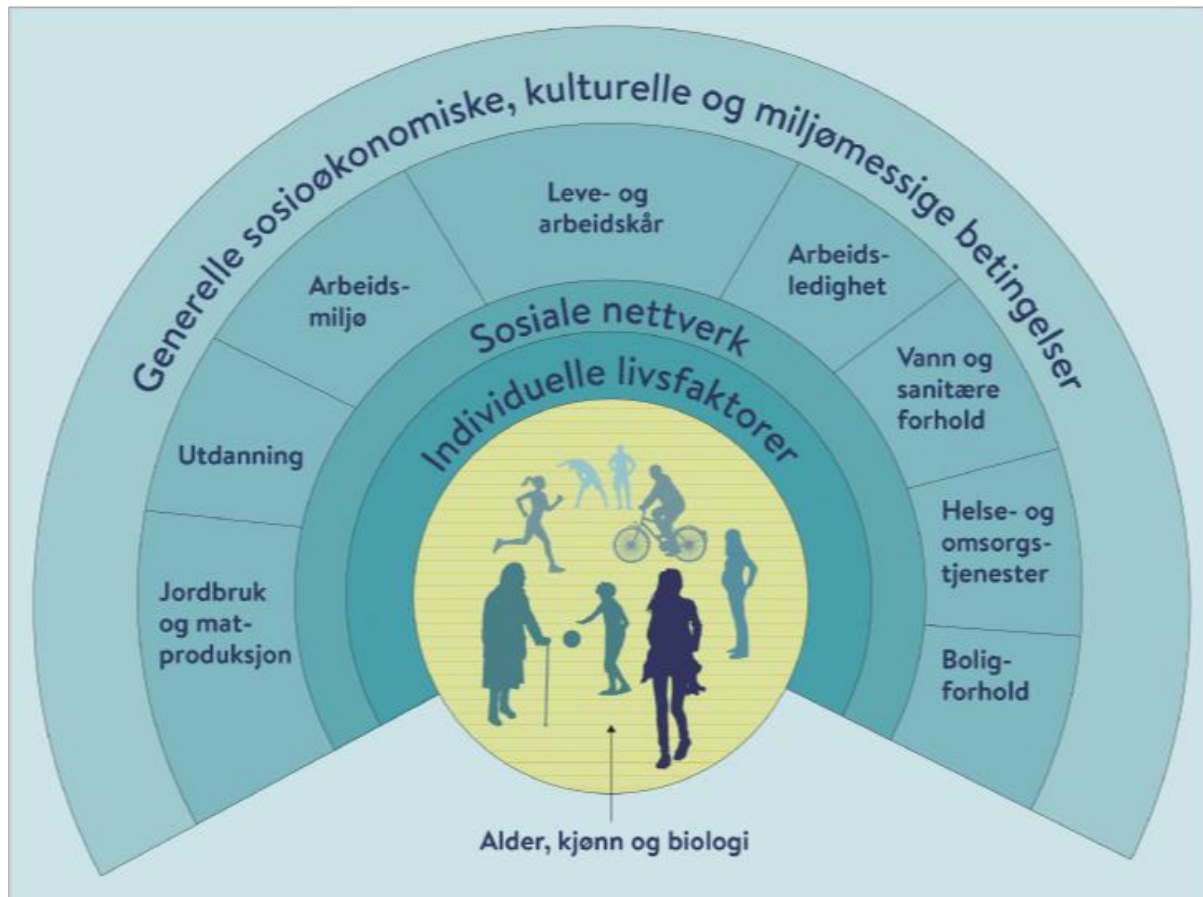 Generelle sosioøkonomiske, kulturelle og miljømessige betingelser
Leve- og
arbeidskår
Arbeids-
miljø
Arbeids-
ledighet
Utdanning
Vann og
sanitære
forhold
Jordbruk
og mat-
produksjon
Helse- og
omsorgs-
tjenester
Bolig-
forhold
Sosiale nettverk
Individuelle livsfaktorer
Alder, kjønn og biologi